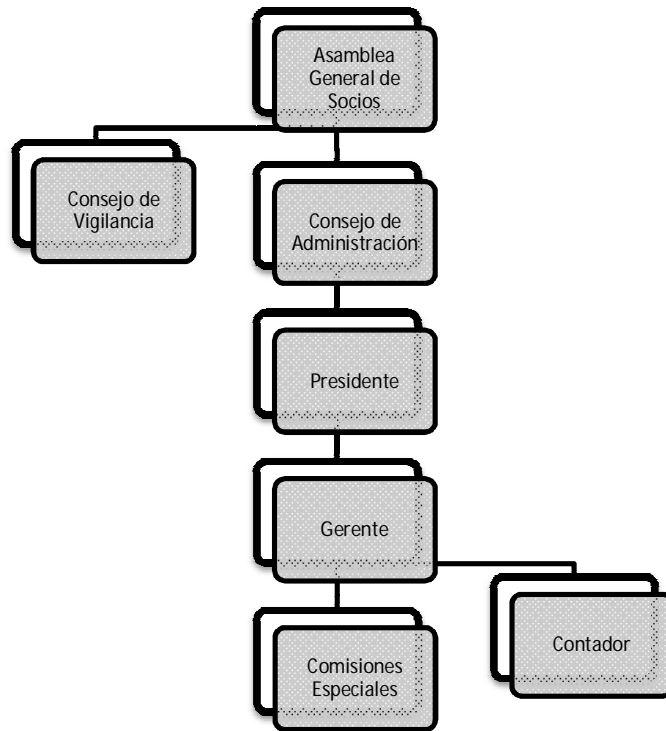 Asamblea
General de
Socios
Consejo de
Vigilancia
Consejo de
Administración
Presidente
Gerente
Contador
Comisiones
Especiales